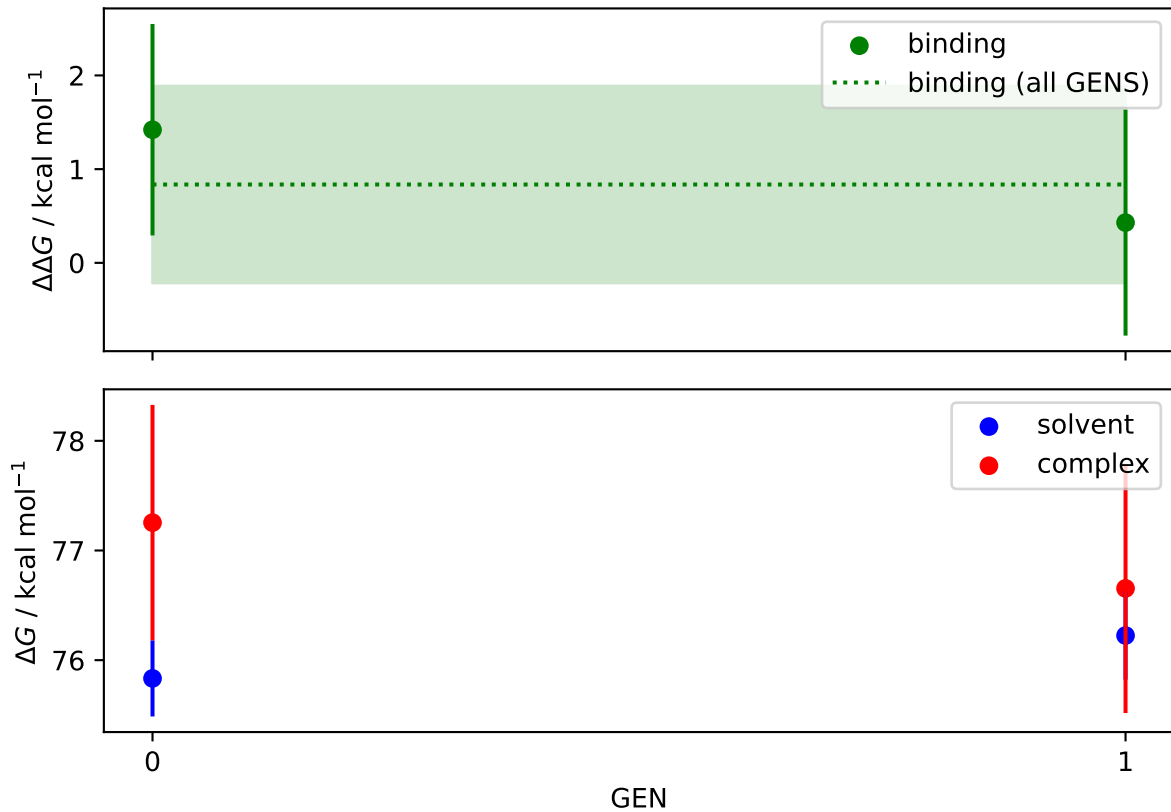 binding
binding (all GENS)
2
1
0
ΔΔG / kcal mol⁻¹
solvent
complex
78
77
76
ΔG / kcal mol⁻¹
0
1
GEN